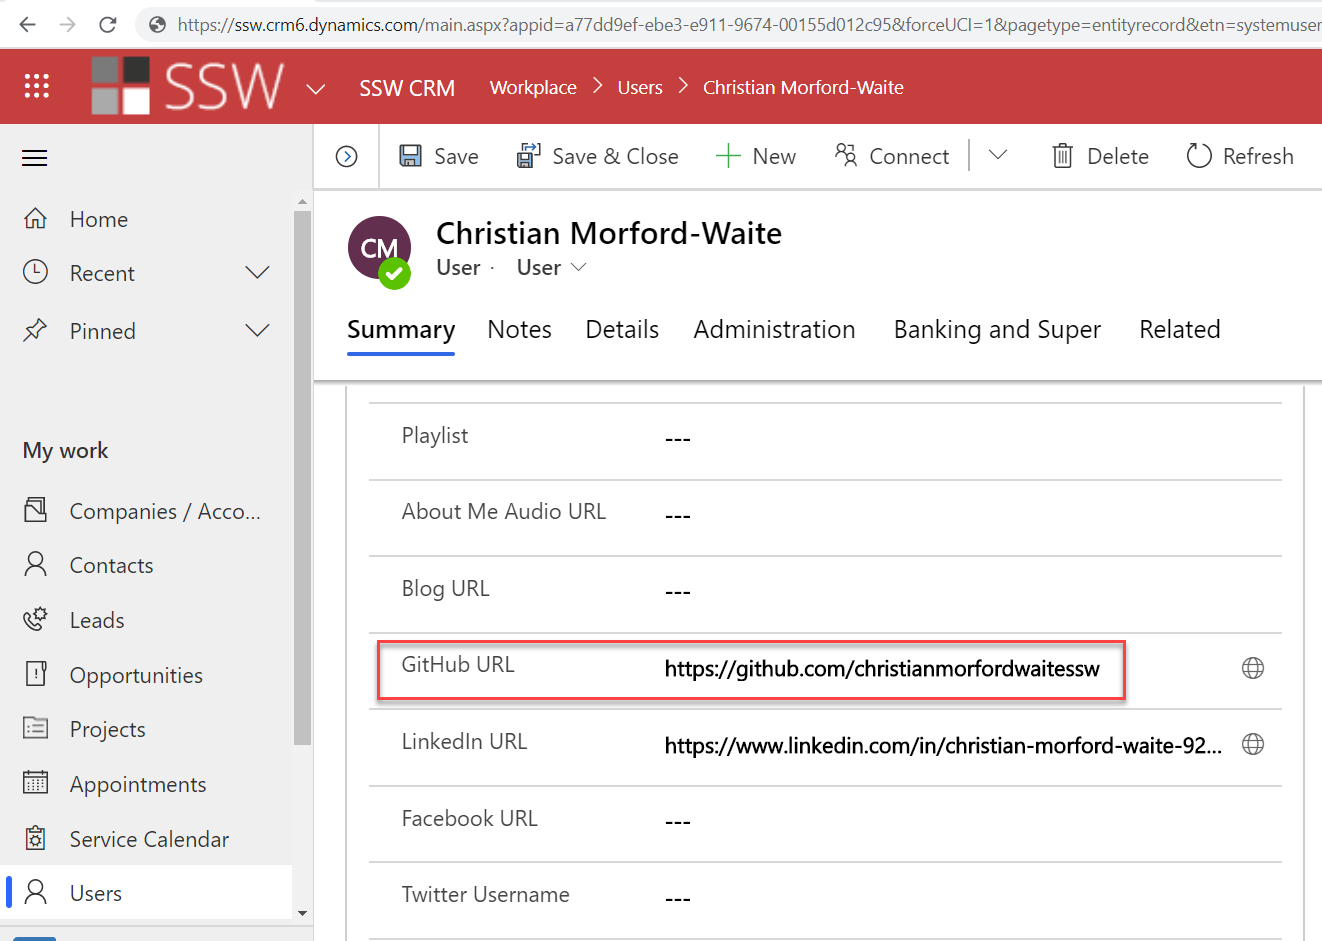 https://ssw.crm6.dynamics.com/main.aspx?appid=a77dd9ef-ebe3-e911-9674-00155d012c95&forceUCI=1&pagetype=entityrecord&etn=systemuser
SSW
SSW CRM
Workplace > Users > Christian Morford-Waite
Save
Save & Close
New
Connect
Delete
Refresh
Home
Recent
Pinned
My work
Companies / Acco...
Contacts
Leads
Opportunities
Projects
Appointments
Service Calendar
Users
CM
Christian Morford-Waite
User · User
Summary
Notes
Details
Administration
Banking and Super
Related
Playlist ---
About Me Audio URL ---
Blog URL ---
GitHub URL https://github.com/christianmorfordwaitessw
LinkedIn URL https://www.linkedin.com/in/christian-morford-waite-92...
Facebook URL ---
Twitter Username ---